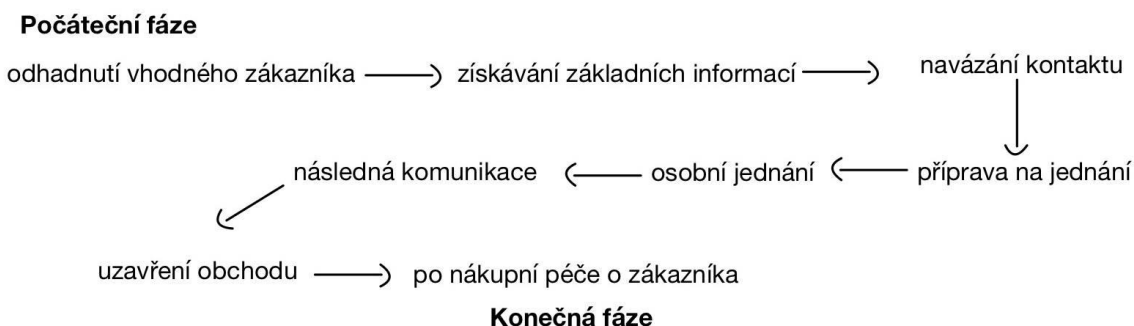 Počáteční fáze
odhadnutí vhodného zákazníka získávání základních informací navázání kontaktu
následná komunikace osobní jednání příprava na jednání
uzavření obchodu po nákupní péče o zákazníka
Konečná fáze